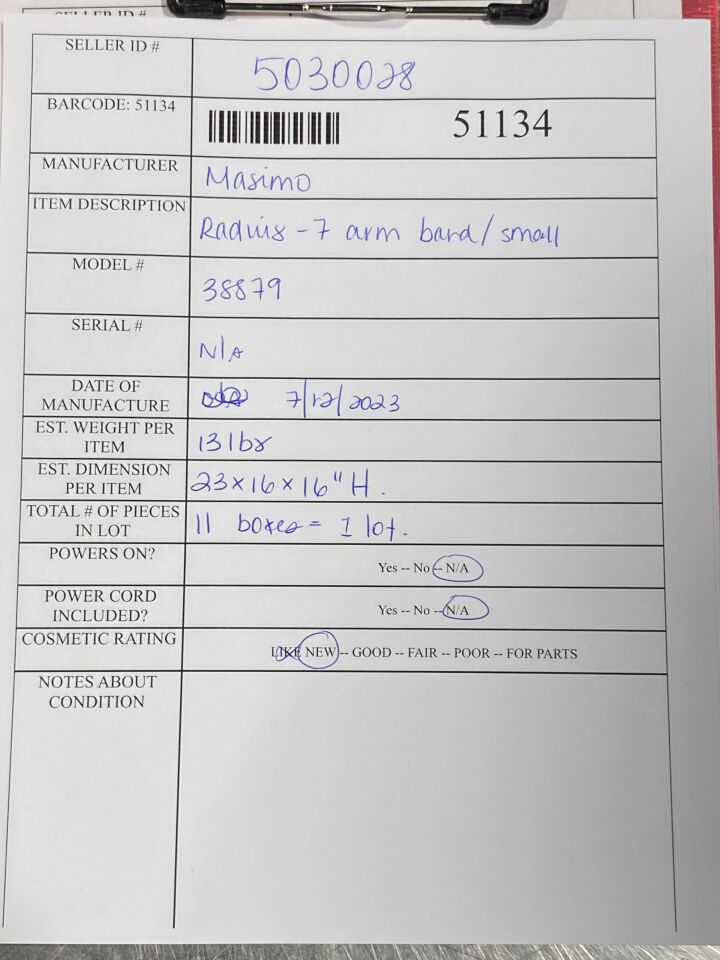 SELLER ID #
5030028
BARCODE: 51134
51134
MANUFACTURER
Masimo
ITEM DESCRIPTION
Radius - 7 arm band / small
MODEL #
38879
SERIAL #
N/A
DATE OF
MANUFACTURE
7/12/2023
EST. WEIGHT PER
ITEM
13 lbs
EST. DIMENSION
PER ITEM
23 x 16 x 16" H.
TOTAL # OF PIECES
IN LOT
11 boxes = 1 lot.
POWERS ON?
Yes -- No -- N/A
POWER CORD
INCLUDED?
Yes -- No -- N/A
COSMETIC RATING
LIKE NEW -- GOOD -- FAIR -- POOR -- FOR PARTS
NOTES ABOUT
CONDITION